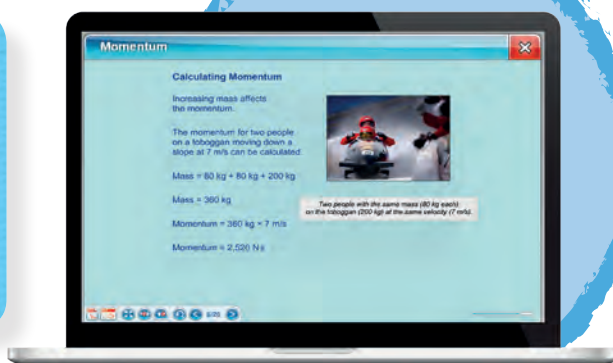 Momentum
Calculating Momentum
Increasing mass affects
the momentum.
The momentum for two people
on a toboggan moving down a
slope at 7 m/s can be calculated.
Mass = 80 kg + 80 kg + 200 kg
Mass = 360 kg
Momentum = 360 kg × 7 m/s
Momentum = 2,520 N s
Two people with the same mass (80 kg each)
on the toboggan (200 kg) at the same velocity (7 m/s).